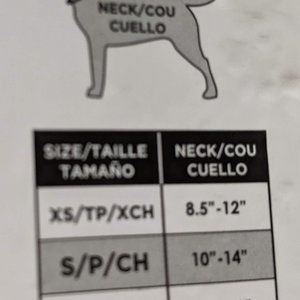 NECK/COU
CUELLO
SIZE/TAILLE
TAMAÑO
NECK/COU
CUELLO
XS/TP/XCH
8.5"-12"
S/P/CH
10"-14"